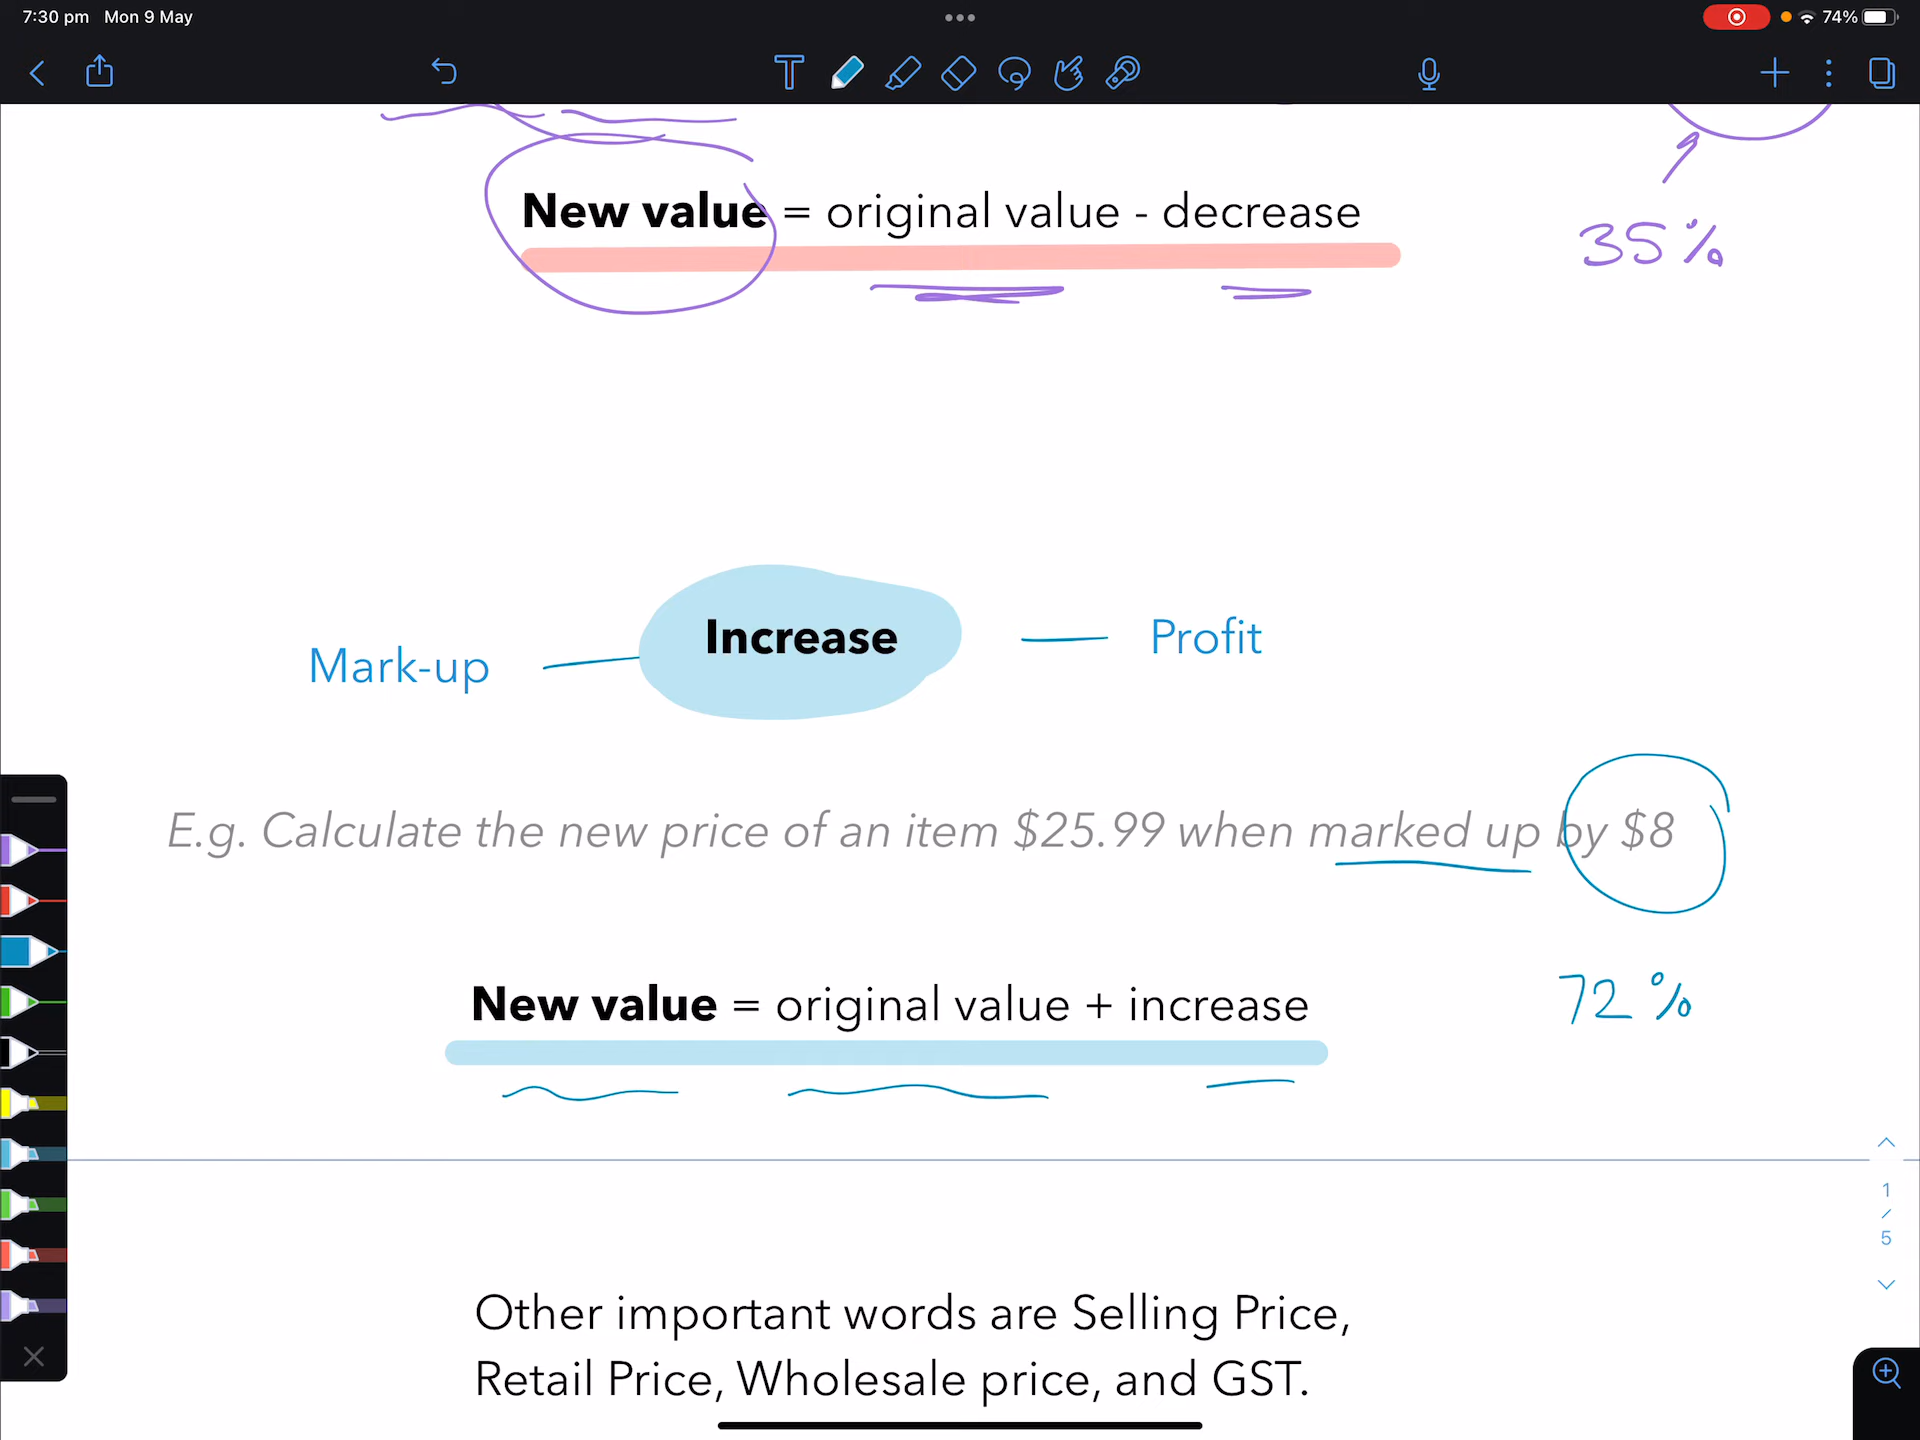 7:30 pm Mon 9 May
74%
New value = original value - decrease
35%
Increase
Mark-up
Profit
E.g. Calculate the new price of an item $25.99 when marked up by $8
New value = original value + increase
72%
1
/
5
Other important words are Selling Price,
Retail Price, Wholesale price, and GST.